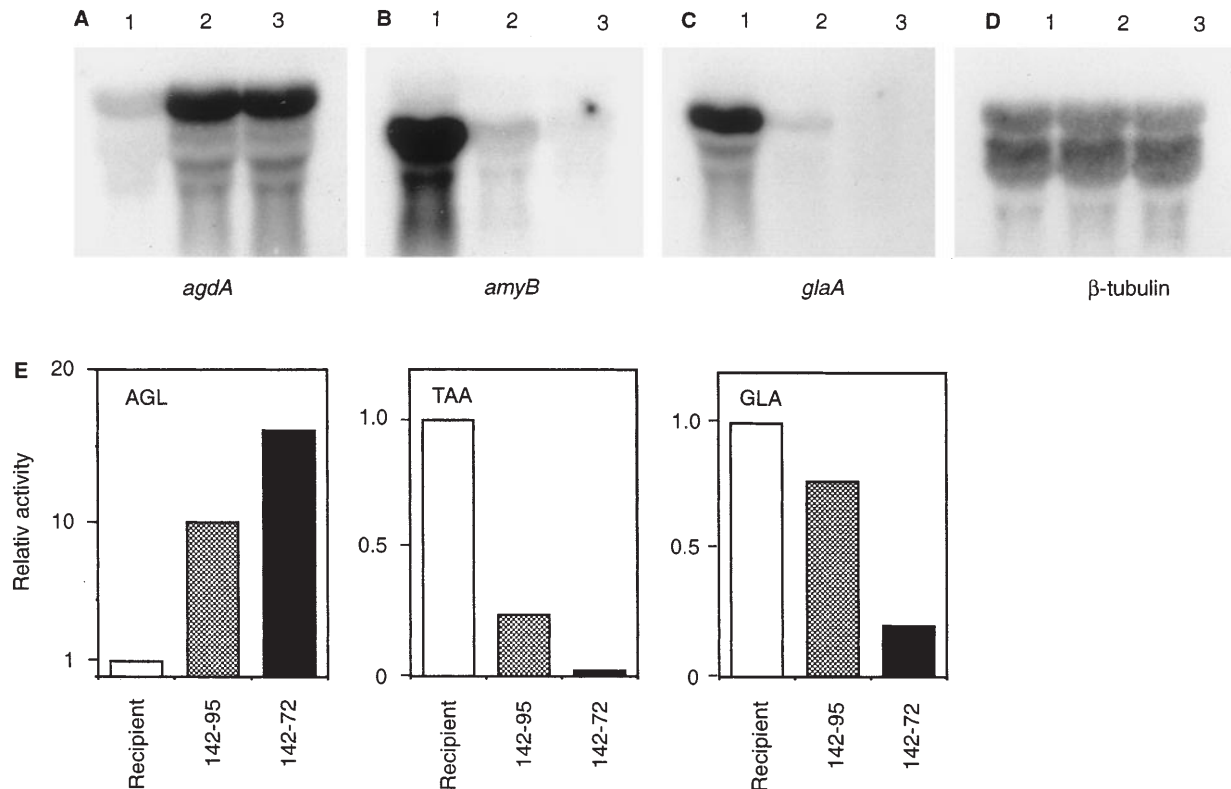 A 1 2 3 B 1 2 3 C 1 2 3 D 1 2 3
agdA amyB glaA β-tubulin
E
Relativ activity
20
10
1
AGL
Recipient
142-95
142-72
1.0
0.5
0
TAA
Recipient
142-95
142-72
1.0
0.5
0
GLA
Recipient
142-95
142-72